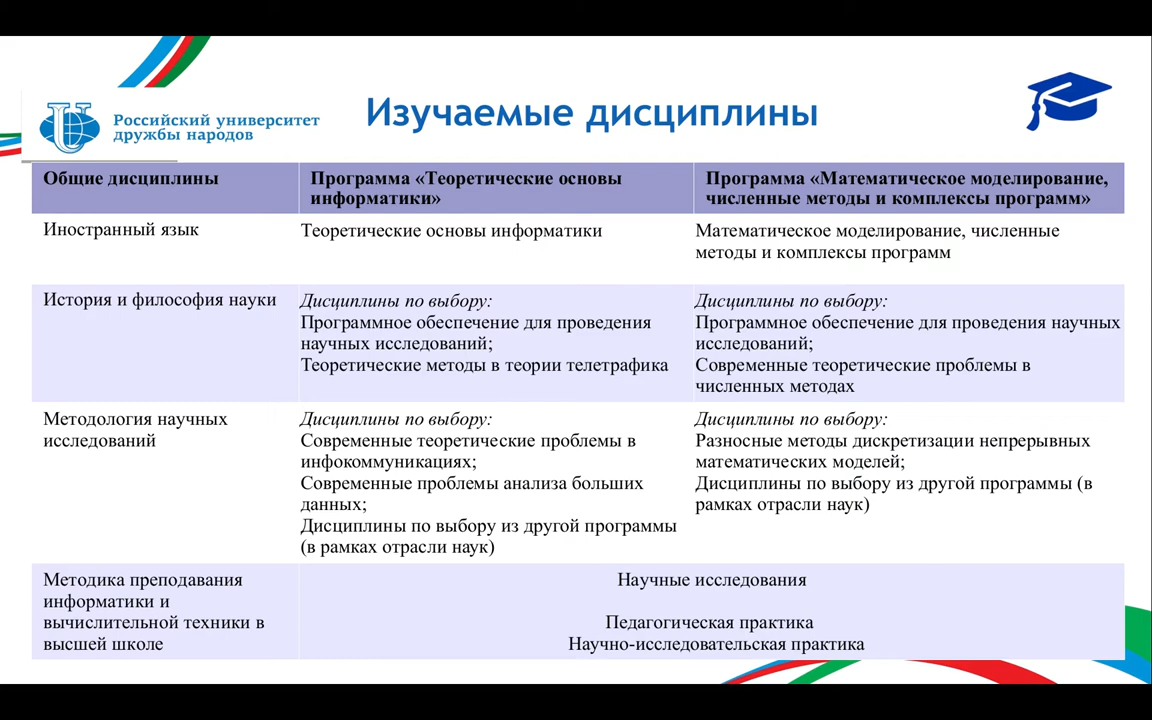 Российский университет
дружбы народов
Изучаемые дисциплины
Общие дисциплины
Программа «Теоретические основы
информатики»
Программа «Математическое моделирование,
численные методы и комплексы программ»
Иностранный язык
Теоретические основы информатики
Математическое моделирование, численные
методы и комплексы программ
История и философия науки
Дисциплины по выбору:
Программное обеспечение для проведения
научных исследований;
Теоретические методы в теории телетрафика
Дисциплины по выбору:
Программное обеспечение для проведения научных
исследований;
Современные теоретические проблемы в
численных методах
Методология научных
исследований
Дисциплины по выбору:
Современные теоретические проблемы в
инфокоммуникациях;
Современные проблемы анализа больших
данных;
Дисциплины по выбору из другой программы
(в рамках отрасли наук)
Дисциплины по выбору:
Разносные методы дискретизации непрерывных
математических моделей;
Дисциплины по выбору из другой программы (в
рамках отрасли наук)
Методика преподавания
информатики и
вычислительной техники в
высшей школе
Научные исследования
Педагогическая практика
Научно-исследовательская практика